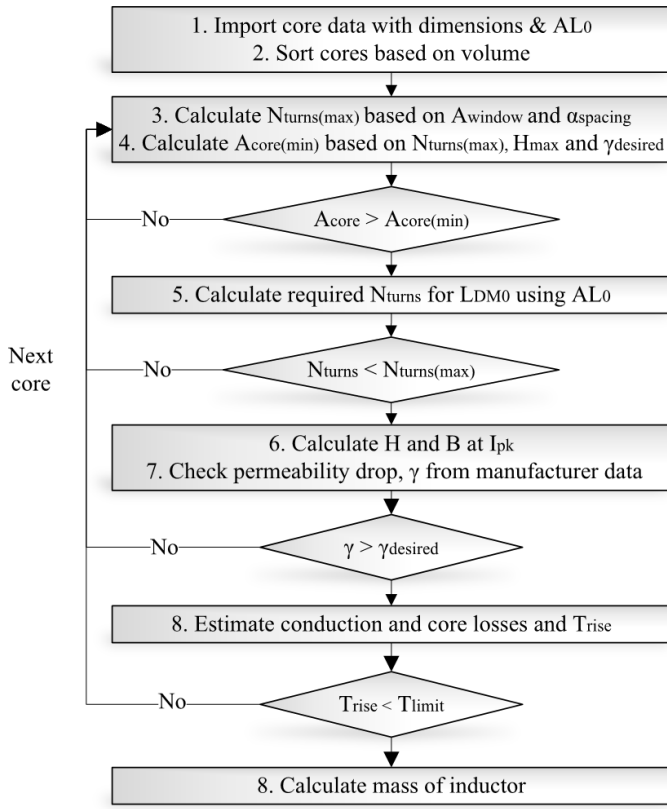 1. Import core data with dimensions & AL0
2. Sort cores based on volume
3. Calculate Nturns(max) based on Awindow and αspacing
4. Calculate Acore(min) based on Nturns(max), Hmax and γdesired
No
Acore > Acore(min)
5. Calculate required Nturns for LDM0 using AL0
Next
core
No
Nturns < Nturns(max)
6. Calculate H and B at Ipk
7. Check permeability drop, γ from manufacturer data
No
γ > γdesired
8. Estimate conduction and core losses and Trise
No
Trise < Tlimit
8. Calculate mass of inductor